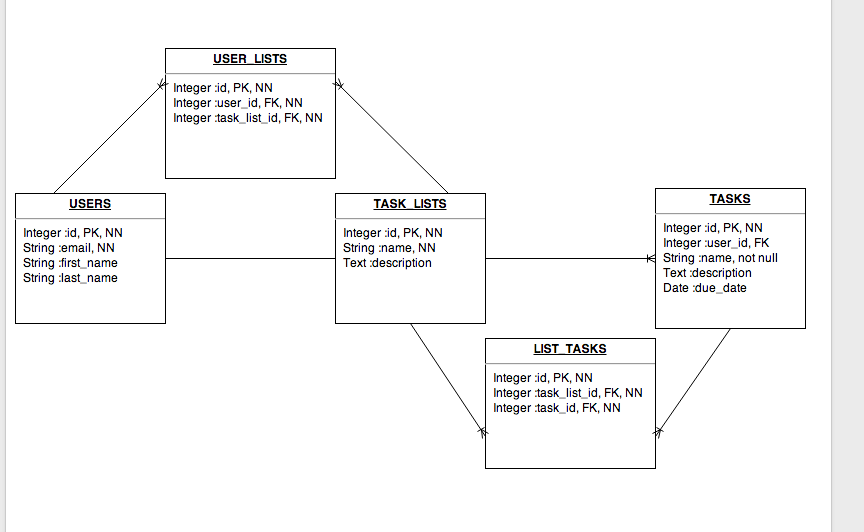 USER_LISTS
Integer :id, PK, NN
Integer :user_id, FK, NN
Integer :task_list_id, FK, NN
USERS
Integer :id, PK, NN
String :email, NN
String :first_name
String :last_name
TASK_LISTS
Integer :id, PK, NN
String :name, NN
Text :description
TASKS
Integer :id, PK, NN
Integer :user_id, FK
String :name, not null
Text :description
Date :due_date
LIST_TASKS
Integer :id, PK, NN
Integer :task_list_id, FK, NN
Integer :task_id, FK, NN